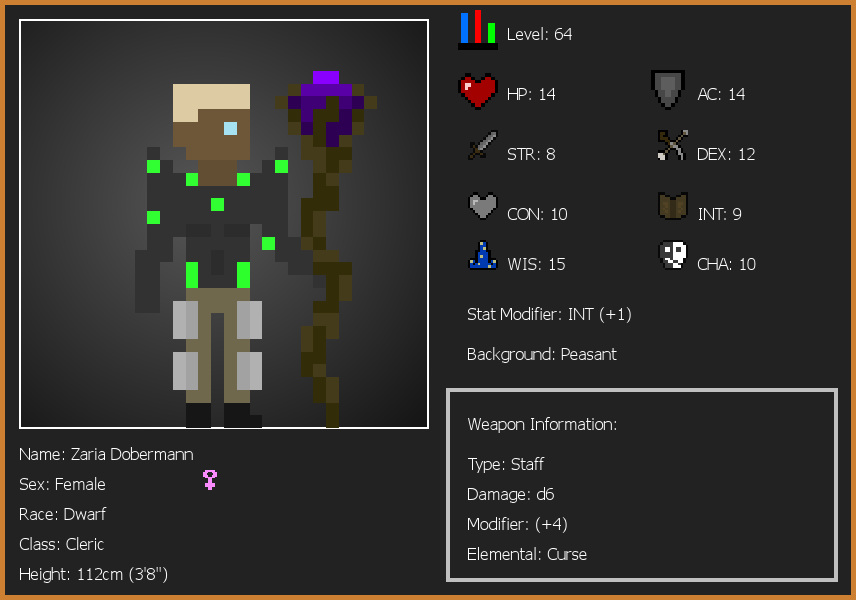 Level: 64
HP: 14
AC: 14
STR: 8
DEX: 12
CON: 10
INT: 9
WIS: 15
CHA: 10
Stat Modifier: INT (+1)
Background: Peasant
Weapon Information:
Type: Staff
Damage: d6
Modifier: (+4)
Elemental: Curse
Name: Zaria Dobermann
Sex: Female
Race: Dwarf
Class: Cleric
Height: 112cm (3'8")